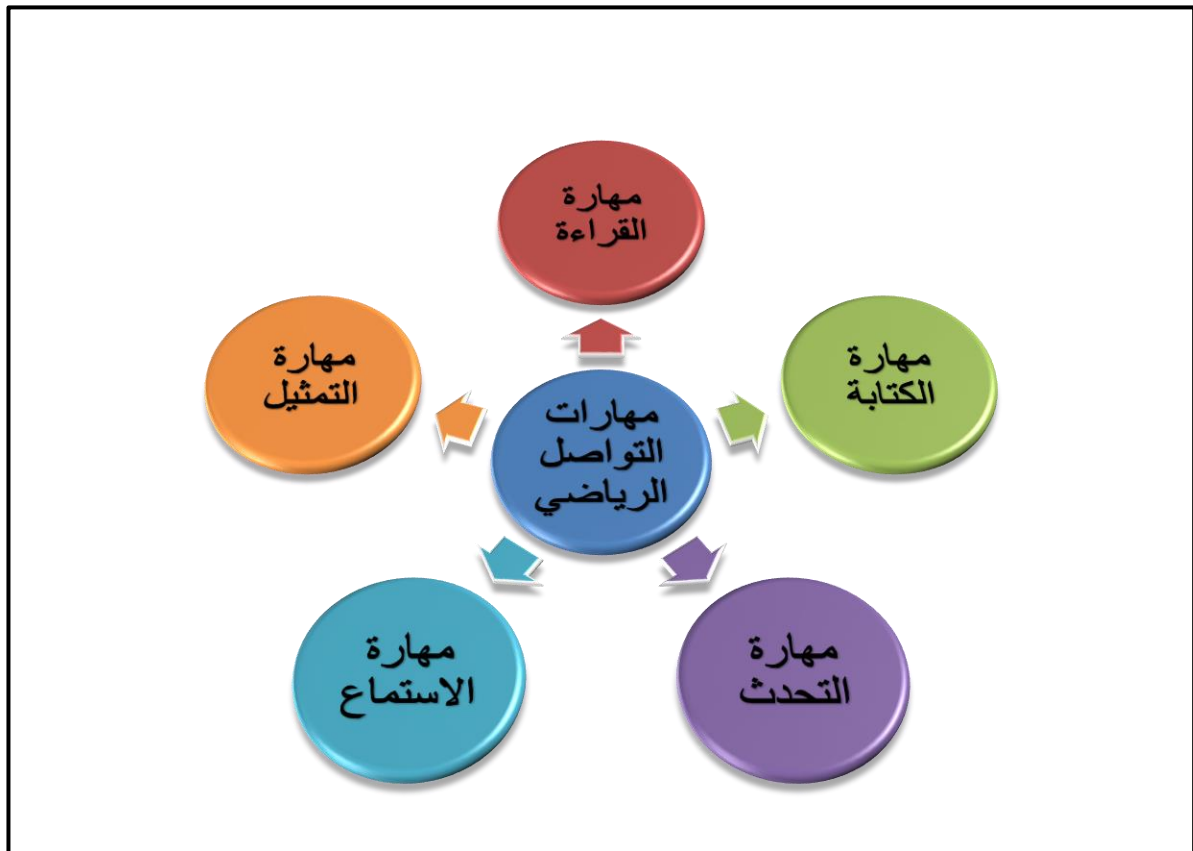 مهارة
القراءة
مهارة
الكتابة
مهارة
التمثيل
مهارات
التواصل
الرياضي
مهارة
التحدث
مهارة
الاستماع